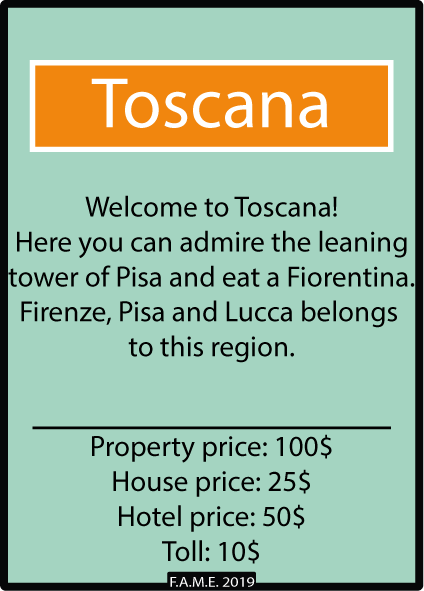 Toscana
Welcome to Toscana!
Here you can admire the leaning
tower of Pisa and eat a Fiorentina.
Firenze, Pisa and Lucca belongs
to this region.
Property price: 100$
House price: 25$
Hotel price: 50$
Toll: 10$
F.A.M.E. 2019